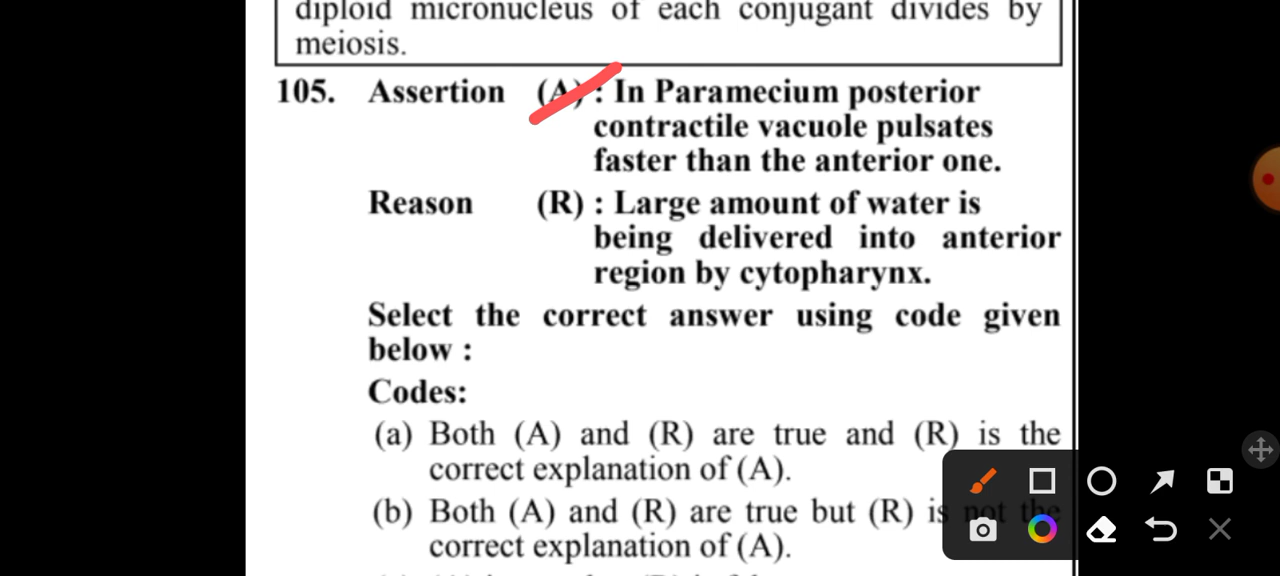 diploid micronucleus of each conjugant divides by
meiosis.
105. Assertion (A) : In Paramecium posterior
contractile vacuole pulsates
faster than the anterior one.
Reason (R) : Large amount of water is
being delivered into anterior
region by cytopharynx.
Select the correct answer using code given
below :
Codes:
(a) Both (A) and (R) are true and (R) is the
correct explanation of (A).
(b) Both (A) and (R) are true but (R) is not the
correct explanation of (A).